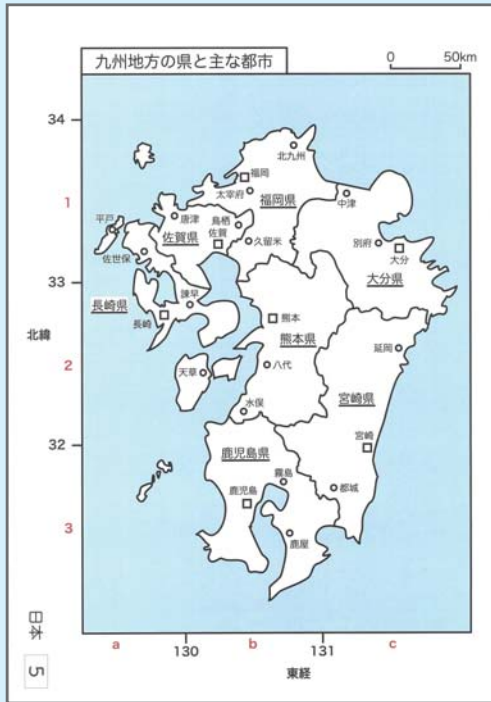 九州地方の県と主な都市
0 50km
34
北九州
福岡
太宰府
福岡県
中津
1
平戸
唐津
鳥栖
佐賀県
佐賀
久留米
別府
大分
佐世保
大分県
33
諫早
長崎県
長崎
熊本
北緯
熊本県
延岡
2
天草
八代
宮崎県
水俣
32
鹿児島県
宮崎
霧島
鹿児島
都城
3
鹿屋
日本 5
a b c
130 131
東経